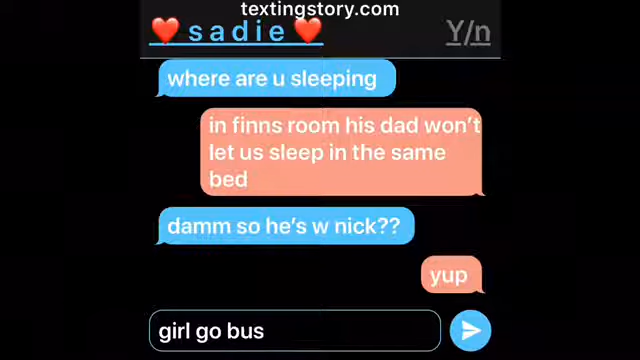 textingstory.com
❤️ sadie ❤️
Y/n
where are u sleeping
in finns room his dad won’t
let us sleep in the same
bed
damm so he’s w nick??
yup
girl go bus